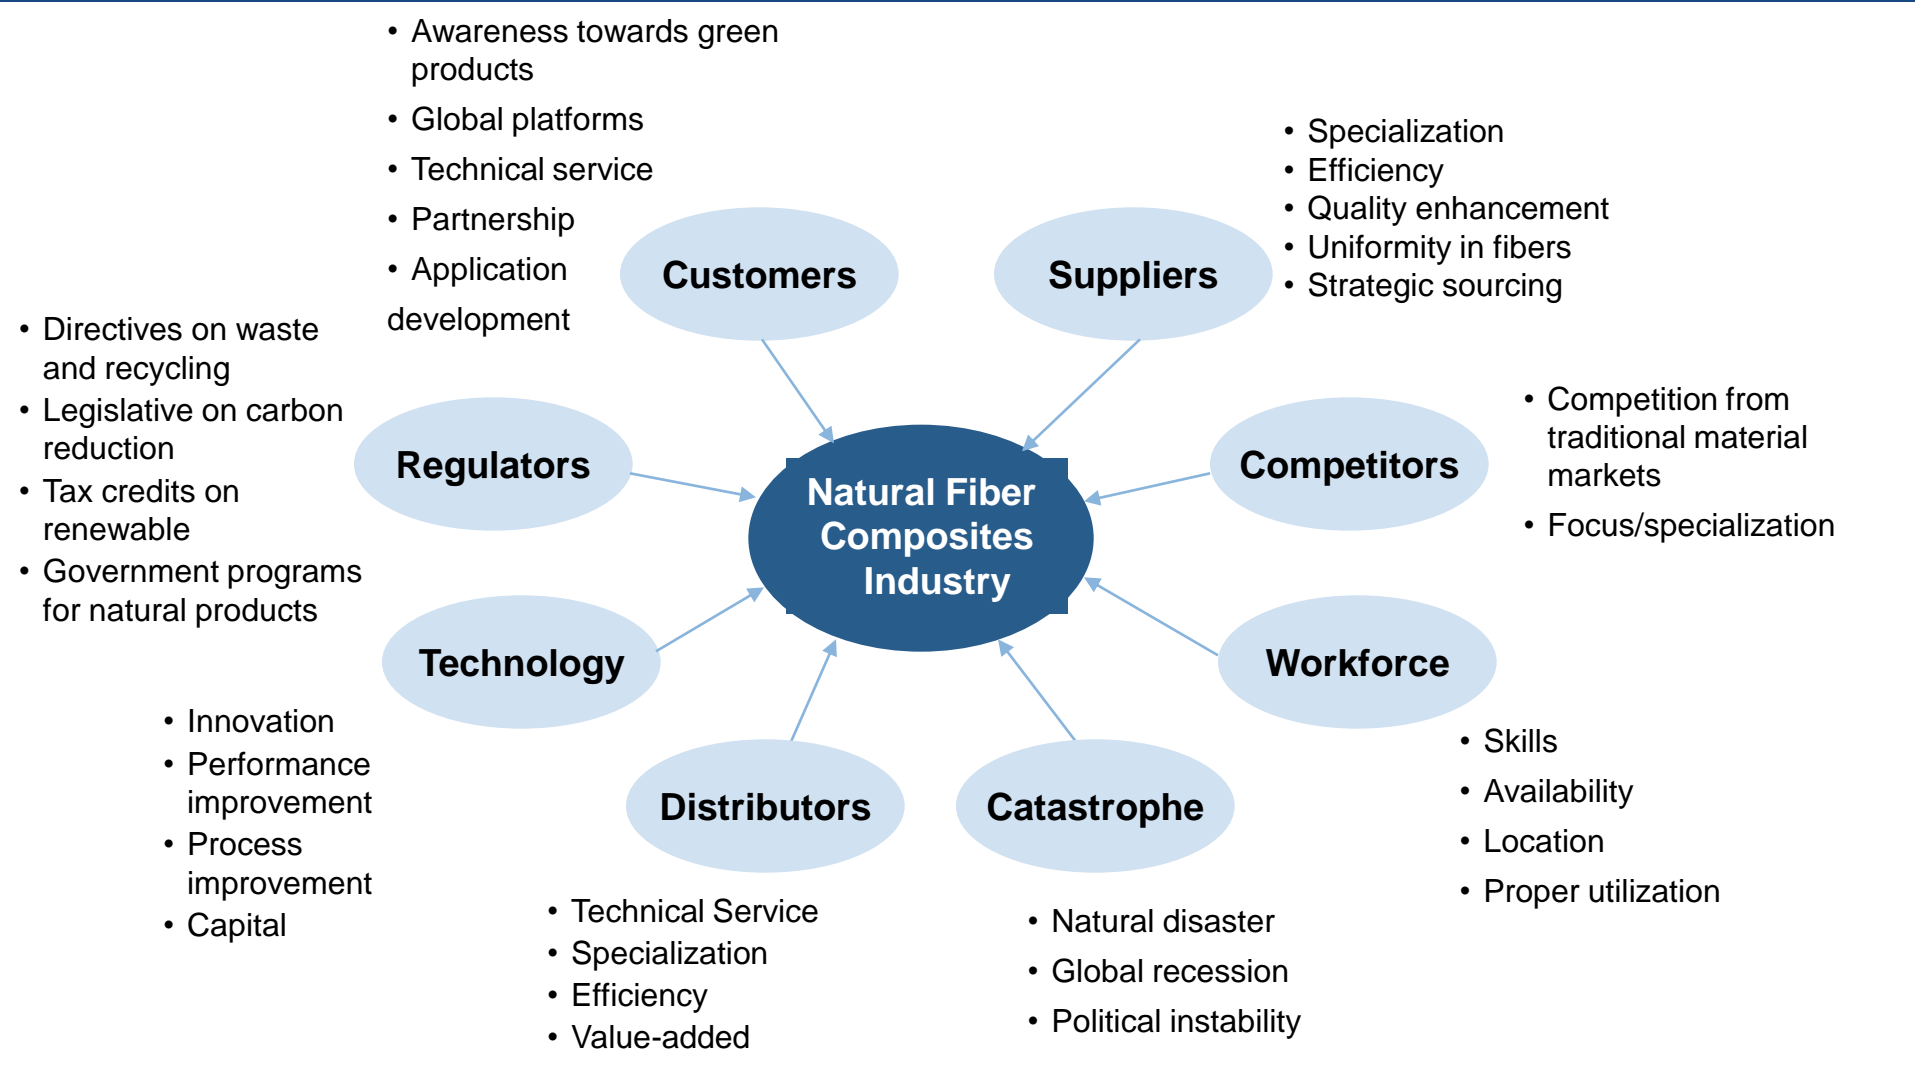 • Awareness towards green
products
• Global platforms
• Technical service
• Partnership
• Application
development
Customers
• Specialization
• Efficiency
• Quality enhancement
• Uniformity in fibers
• Strategic sourcing
Suppliers
• Directives on waste
and recycling
• Legislative on carbon
reduction
• Tax credits on
renewable
• Government programs
for natural products
Regulators
• Competition from
traditional material
markets
• Focus/specialization
Competitors
Natural Fiber
Composites
Industry
Technology
• Innovation
• Performance
improvement
• Process
improvement
• Capital
Workforce
• Skills
• Availability
• Location
• Proper utilization
Distributors
• Technical Service
• Specialization
• Efficiency
• Value-added
Catastrophe
• Natural disaster
• Global recession
• Political instability